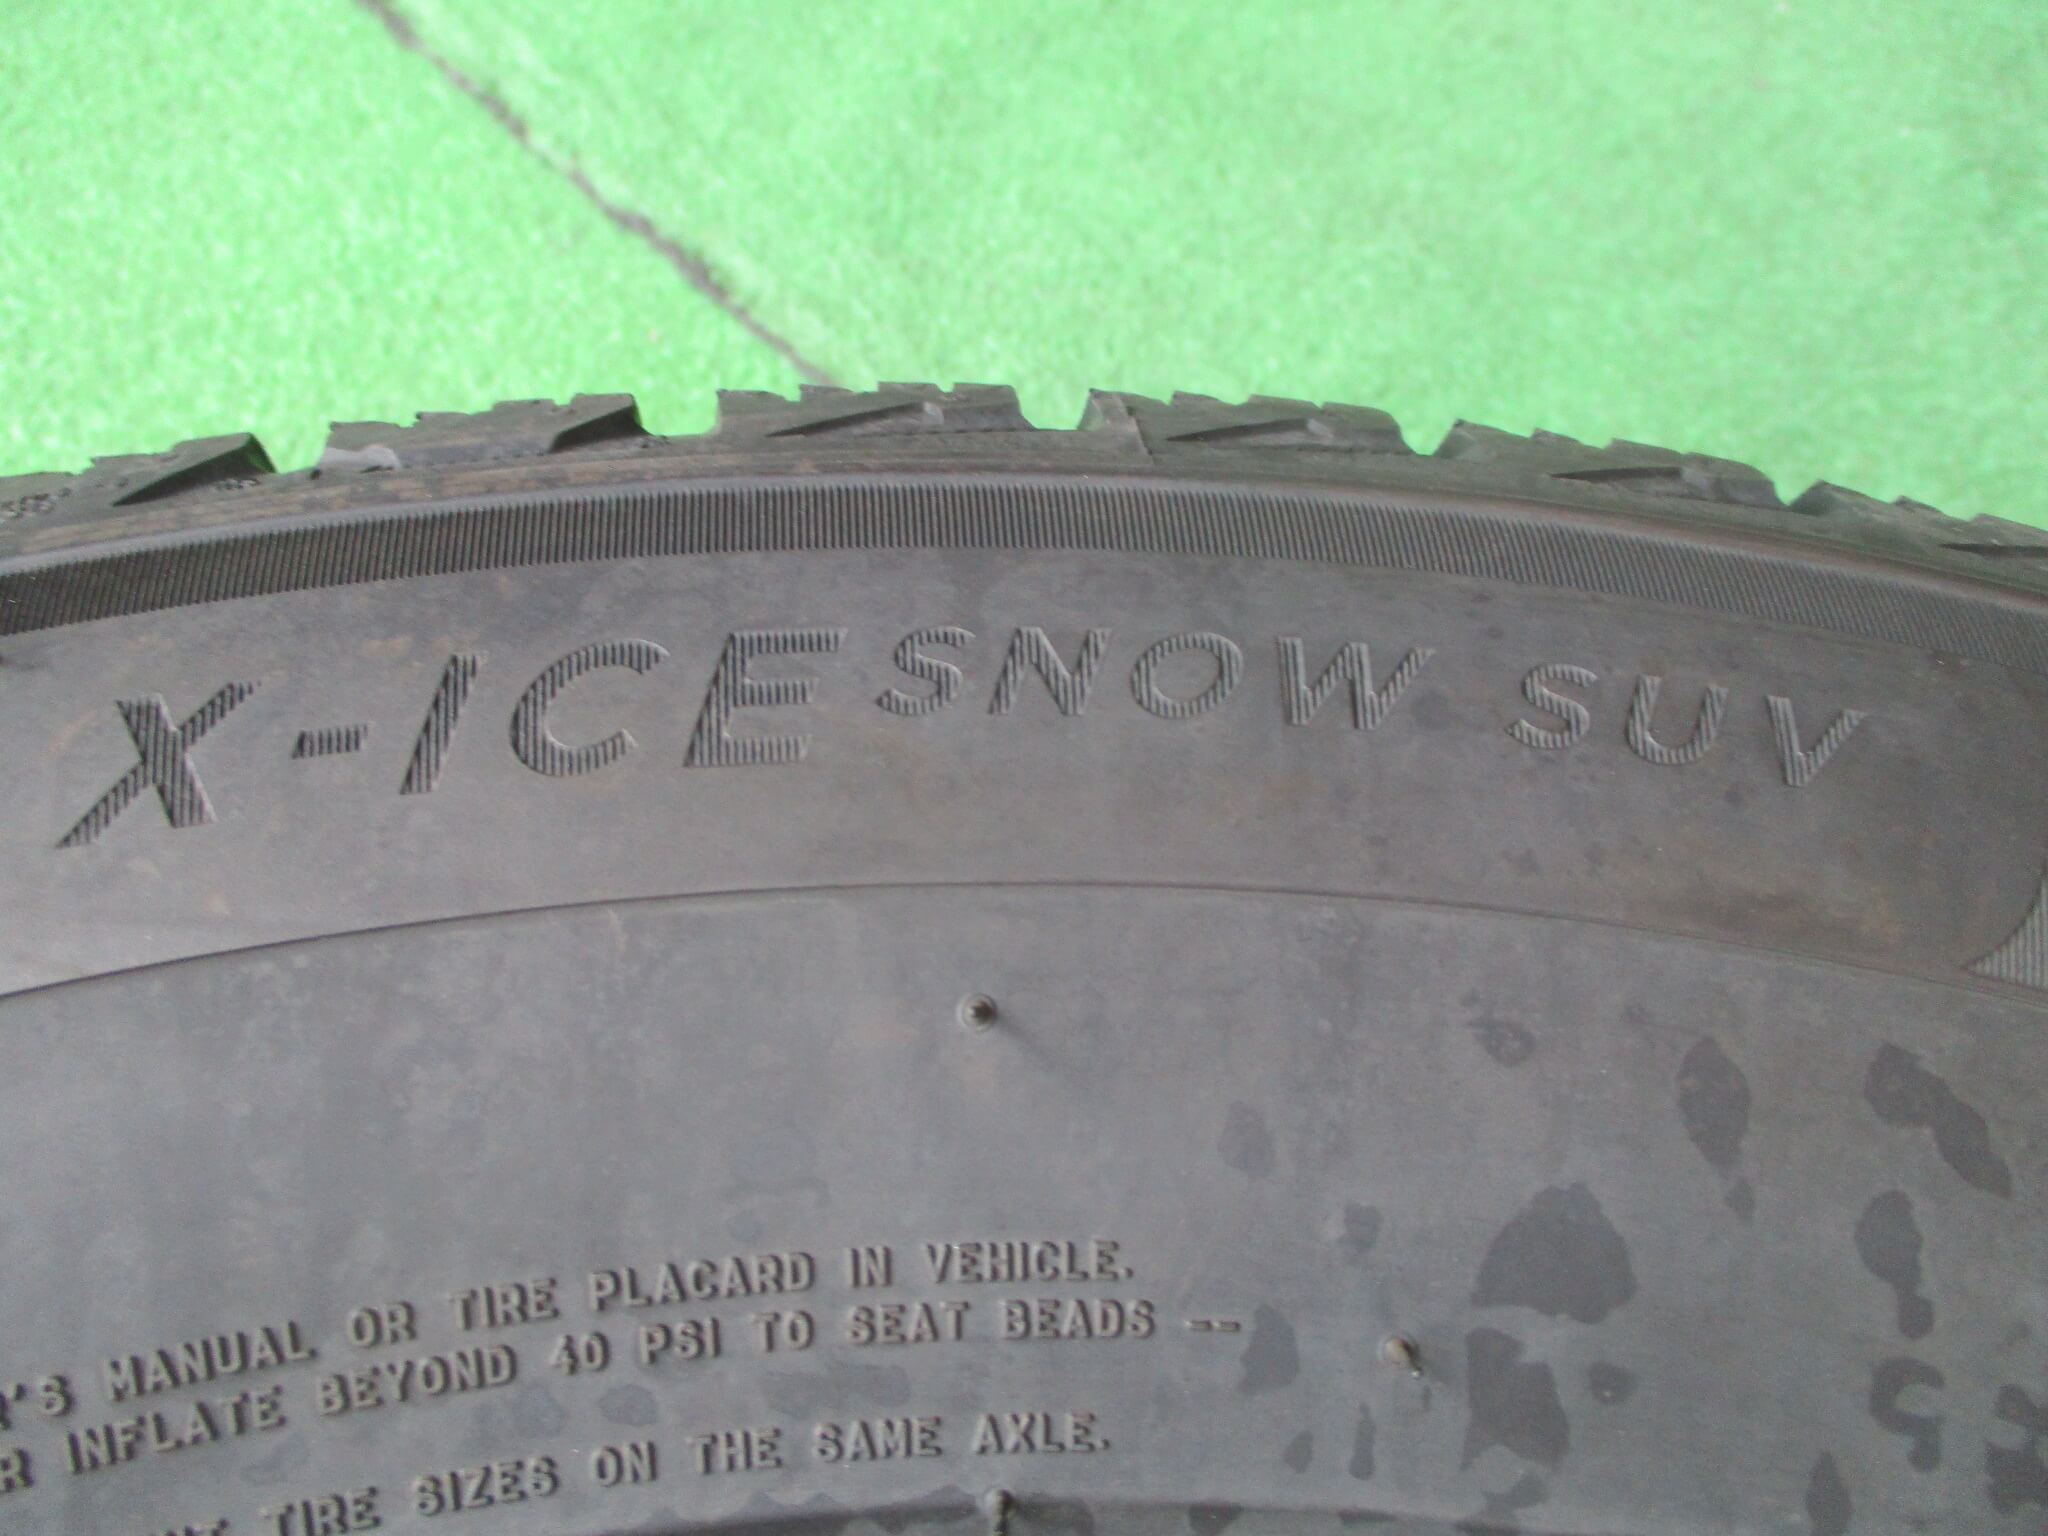 X-ICE SNOW SUV
'S MANUAL OR TIRE PLACARD IN VEHICLE.
INFLATE BEYOND 40 PSI TO SEAT BEADS --
TIRE SIZES ON THE SAME AXLE.